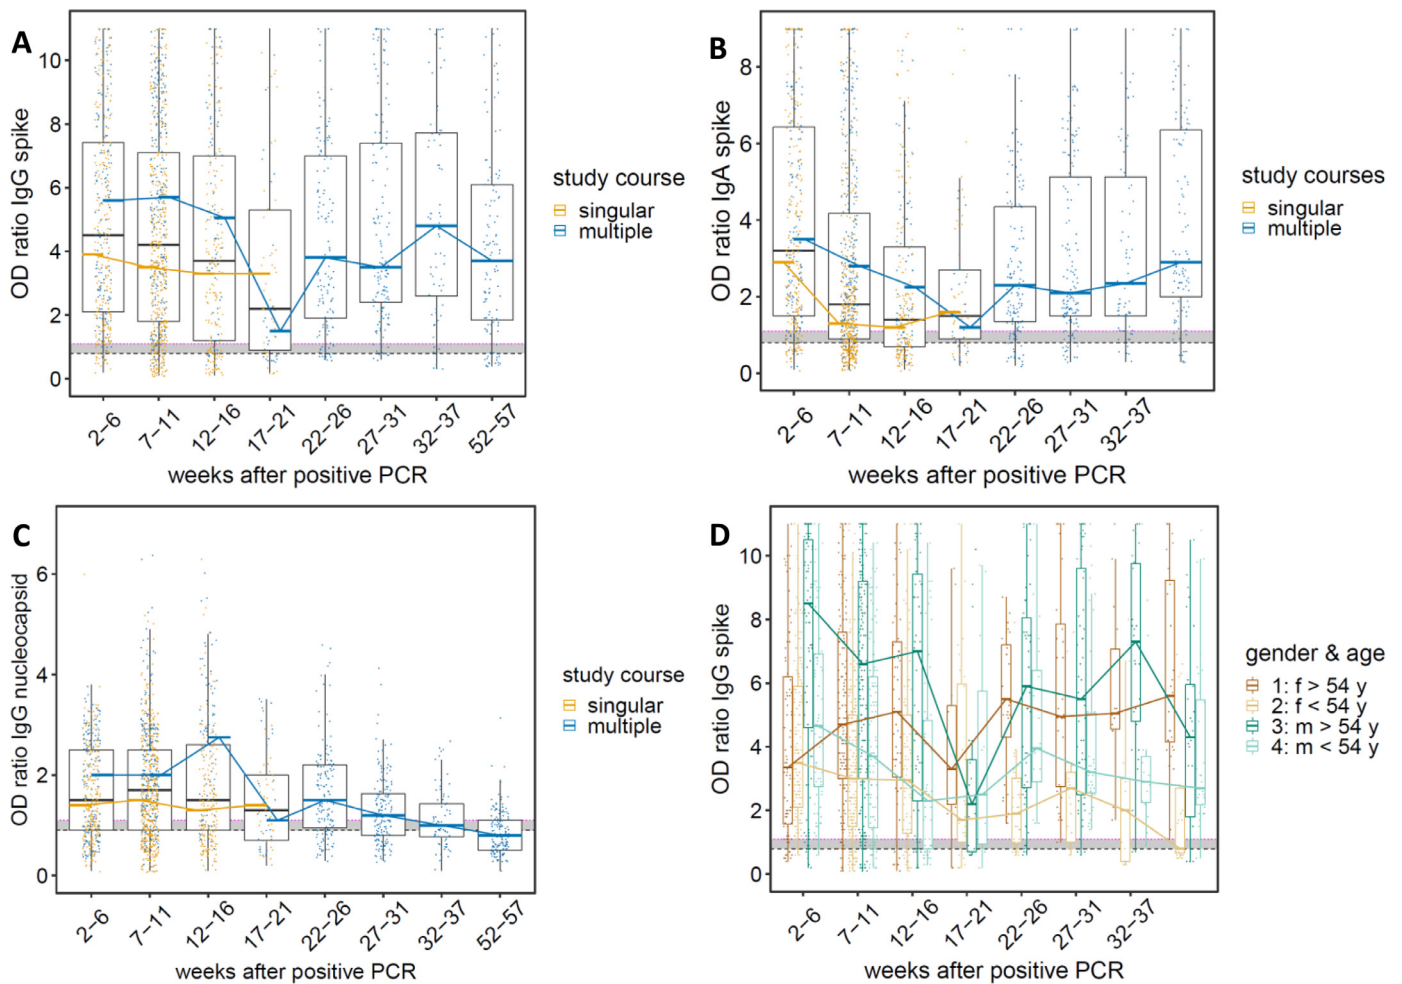 A
OD ratio IgG spike
10
8
6
4
2
0
2–6
7–11
12–16
17–21
22–26
27–31
32–37
52–57
weeks after positive PCR
study course
singular
multiple
B
OD ratio IgA spike
8
6
4
2
0
2–6
7–11
12–16
17–21
22–26
27–31
32–37
weeks after positive PCR
study courses
singular
multiple
C
OD ratio IgG nucleocapsid
6
4
2
0
2–6
7–11
12–16
17–21
22–26
27–31
32–37
52–57
weeks after positive PCR
study course
singular
multiple
D
OD ratio IgG spike
10
8
6
4
2
0
2–6
7–11
12–16
17–21
22–26
27–31
32–37
weeks after positive PCR
gender & age
1: f > 54 y
2: f < 54 y
3: m > 54 y
4: m < 54 y